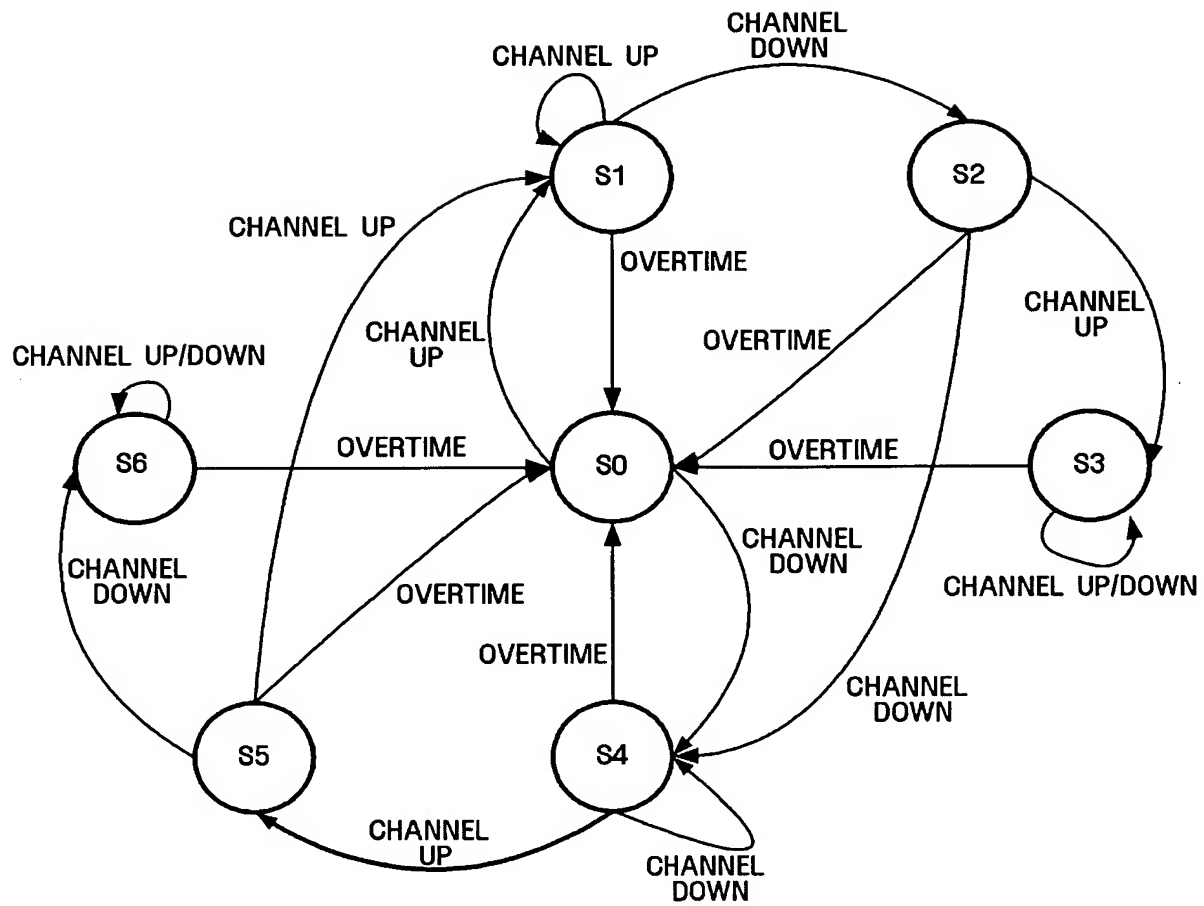 CHANNEL UP
CHANNEL
DOWN
S1
S2
CHANNEL UP
OVERTIME
CHANNEL
UP
CHANNEL
UP
OVERTIME
CHANNEL UP/DOWN
S6
OVERTIME
S0
OVERTIME
S3
CHANNEL
DOWN
CHANNEL
DOWN
OVERTIME
CHANNEL UP/DOWN
OVERTIME
CHANNEL
DOWN
S5
S4
CHANNEL
UP
CHANNEL
DOWN